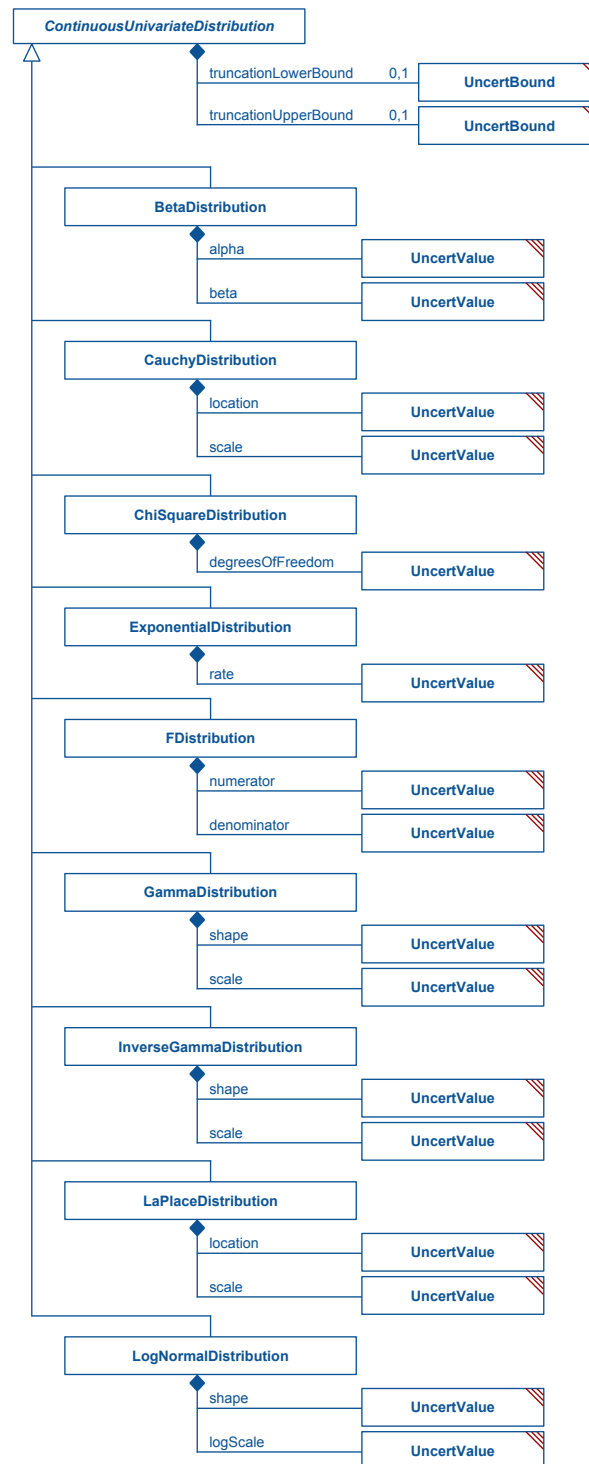 ContinuousUnivariateDistribution
truncationLowerBound 0,1
UncertBound
truncationUpperBound 0,1
UncertBound
BetaDistribution
alpha
UncertValue
beta
UncertValue
CauchyDistribution
location
UncertValue
scale
UncertValue
ChiSquareDistribution
degreesOfFreedom
UncertValue
ExponentialDistribution
rate
UncertValue
FDistribution
numerator
UncertValue
denominator
UncertValue
GammaDistribution
shape
UncertValue
scale
UncertValue
InverseGammaDistribution
shape
UncertValue
scale
UncertValue
LaPlaceDistribution
location
UncertValue
scale
UncertValue
LogNormalDistribution
shape
UncertValue
logScale
UncertValue